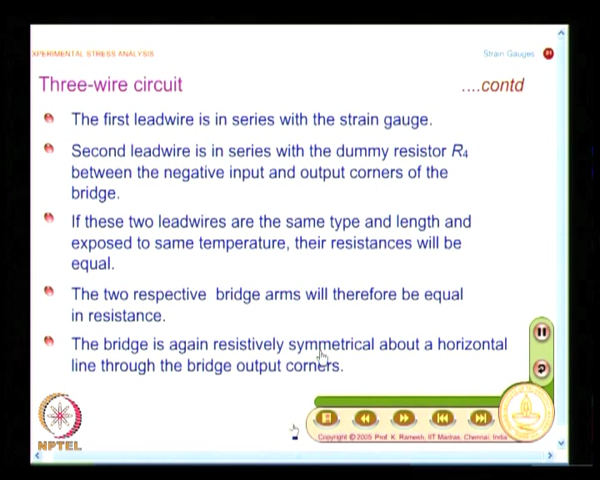 XPERIMENTAL STRESS ANALYSIS
Strain Gauges
Three-wire circuit
....contd
The first leadwire is in series with the strain gauge.
Second leadwire is in series with the dummy resistor R4
between the negative input and output corners of the
bridge.
If these two leadwires are the same type and length and
exposed to same temperature, their resistances will be
equal.
The two respective bridge arms will therefore be equal
in resistance.
The bridge is again resistively symmetrical about a horizontal
line through the bridge output corners.
NPTEL
Copyright © 2005 Prof. K. Ramesh, IIT Madras, Chennai, India